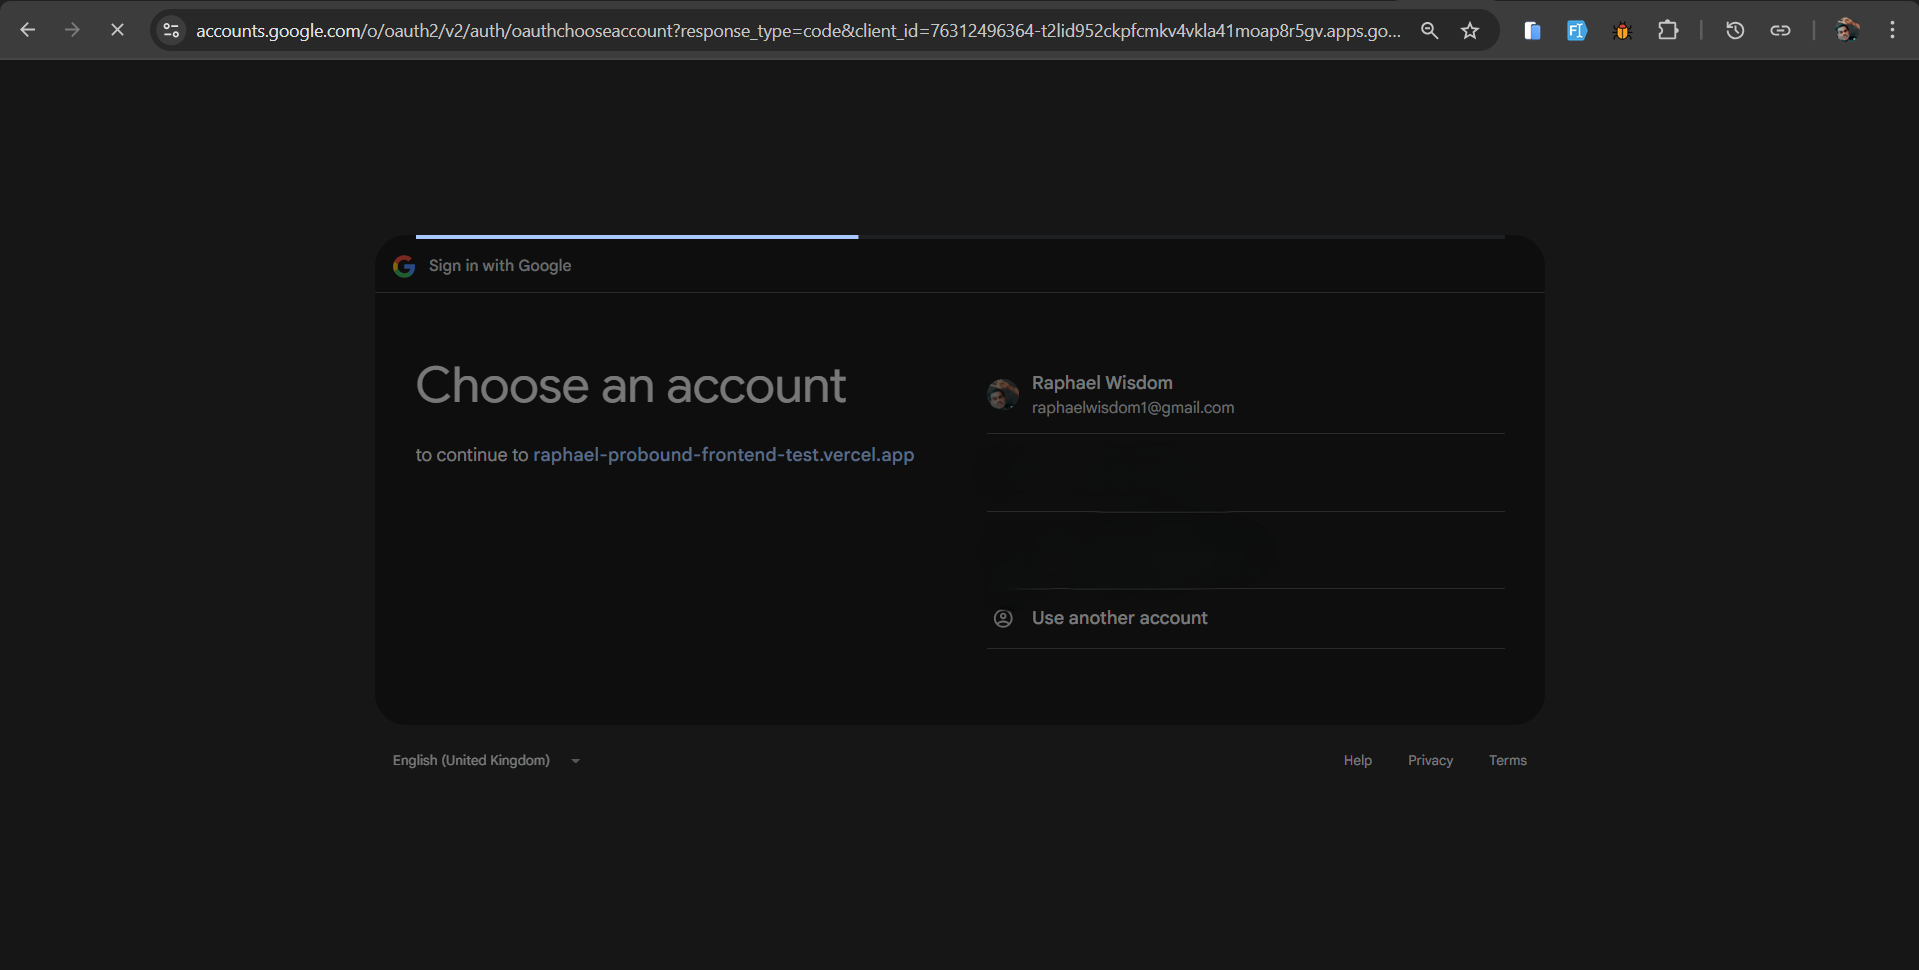 accounts.google.com/o/oauth2/v2/auth/oauthchooseaccount?response_type=code&client_id=76312496364-t2lid952ckpfcmkv4vkla41moap8r5gv.apps.go...
Sign in with Google
Choose an account
to continue to raphael-probound-frontend-test.vercel.app
Raphael Wisdom
raphaelwisdom1@gmail.com
Use another account
English (United Kingdom)
Help
Privacy
Terms